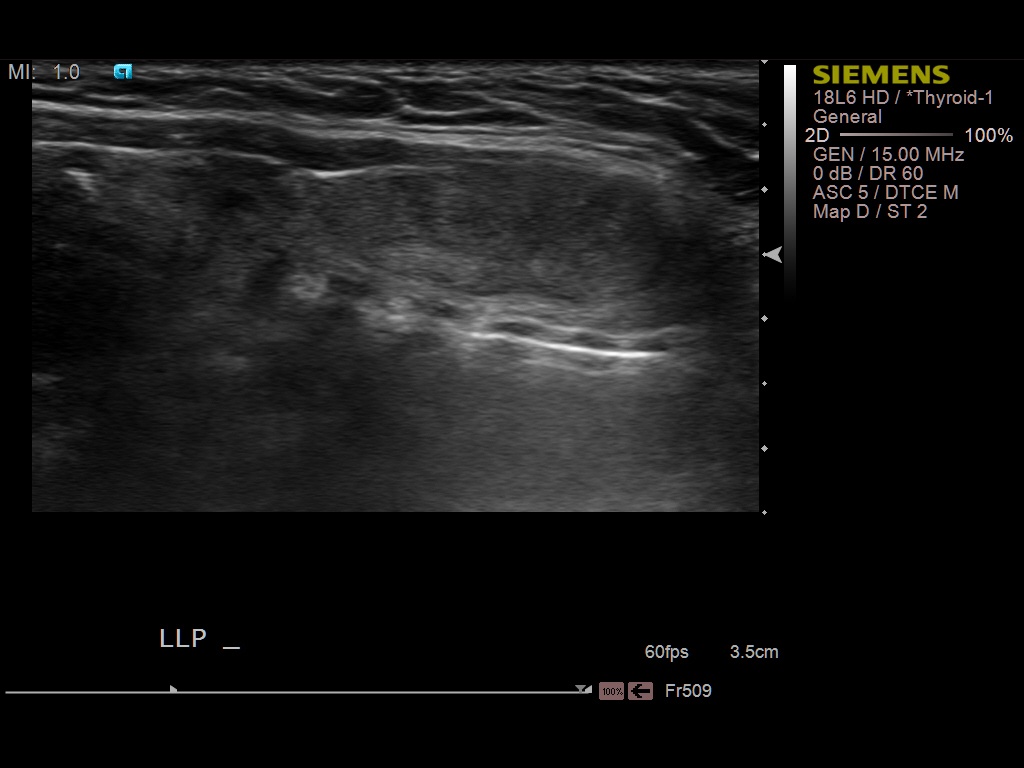 MI: 1.0
SIEMENS
18L6 HD / *Thyroid-1
General
2D 100%
GEN / 15.00 MHz
0 dB / DR 60
ASC 5 / DTCE M
Map D / ST 2
LLP _
60fps 3.5cm
100% Fr509